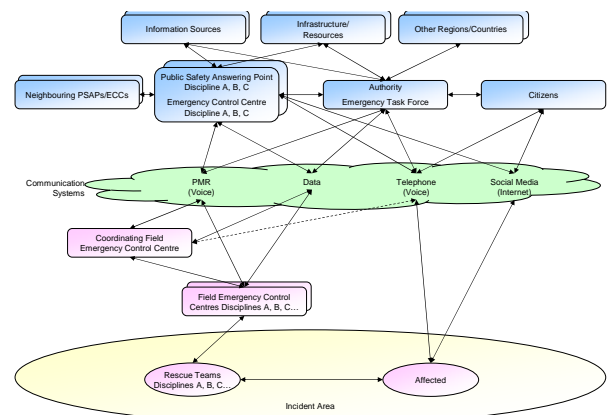 Information Sources
Infrastructure/
Resources
Other Regions/Countries
Neighbouring PSAPs/ECCs
Public Safety Answering Point
Discipline A, B, C
Emergency Control Centre
Discipline A, B, C
Authority
Emergency Task Force
Citizens
Communication
Systems
PMR
(Voice)
Data
Telephone
(Voice)
Social Media
(Internet)
Coordinating Field
Emergency Control Centre
Field Emergency Control
Centres Disciplines A, B, C...
Rescue Teams
Disciplines A, B, C...
Affected
Incident Area